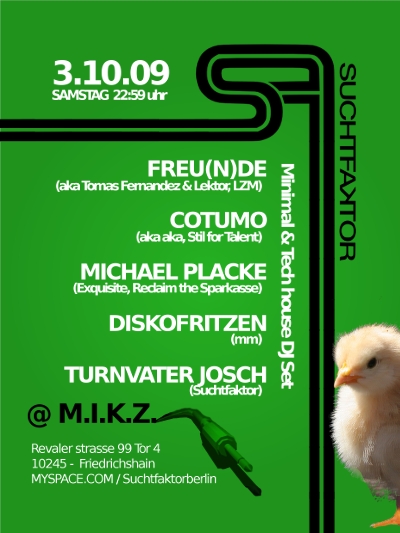 3.10.09
SAMSTAG 22:59 uhr
SUCHTFAKTOR
FREU(N)DE
(aka Tomas Fernandez & Lektor, LZM)
COTUMO
(aka aka, Stil for Talent)
MICHAEL PLACKE
(Exquisite, Reclaim the Sparkasse)
DISKOFRITZEN
(mm)
TURNVATER JOSCH
(Suchtfaktor)
Minimal & Tech house DJ Set
@ M.I.K.Z.
Revaler strasse 99 Tor 4
10245 - Friedrichshain
MYSPACE.COM / Suchtfaktorberlin